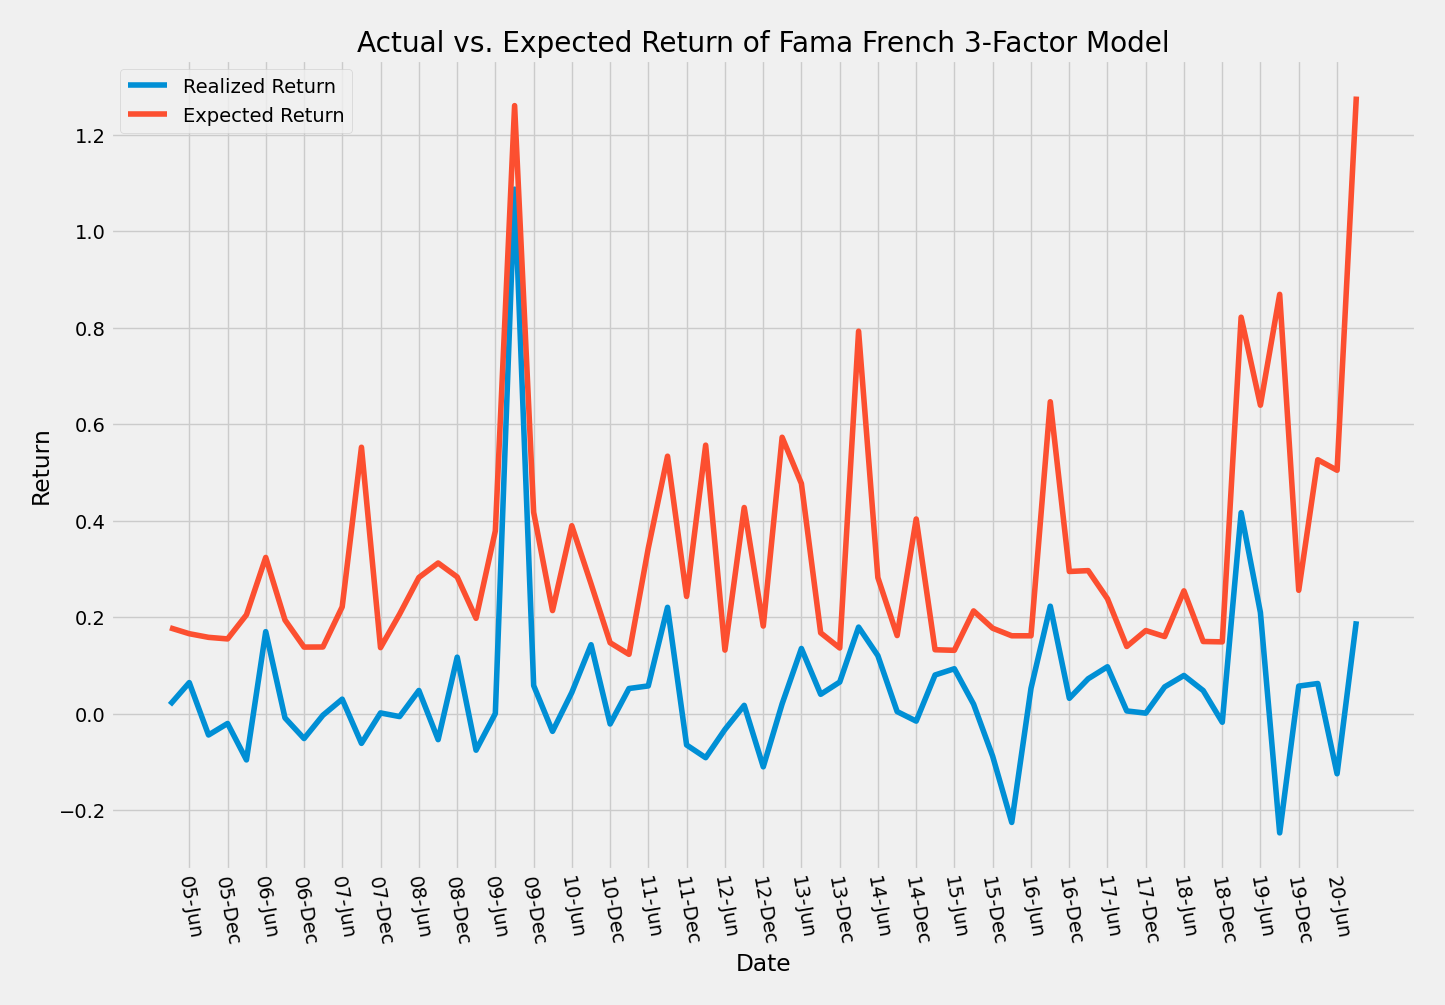 Actual vs. Expected Return of Fama French 3-Factor Model
Realized Return
Expected Return
1.2
1.0
0.8
0.6
0.4
0.2
0.0
−0.2
Return
05-Jun
05-Dec
06-Jun
06-Dec
07-Jun
07-Dec
08-Jun
08-Dec
09-Jun
09-Dec
10-Jun
10-Dec
11-Jun
11-Dec
12-Jun
12-Dec
13-Jun
13-Dec
14-Jun
14-Dec
15-Jun
15-Dec
16-Jun
16-Dec
17-Jun
17-Dec
18-Jun
18-Dec
19-Jun
19-Dec
20-Jun
Date